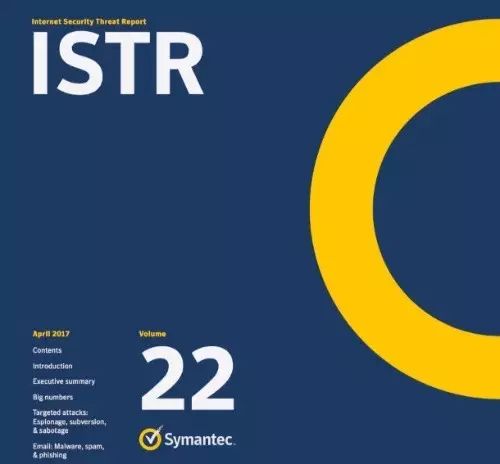 Internet Security Threat Report
ISTR
April 2017
Contents
Introduction
Executive summary
Big numbers
Targeted attacks:
Espionage, subversion,
& sabotage
Email: Malware, spam,
& phishing
Volume
22
Symantec